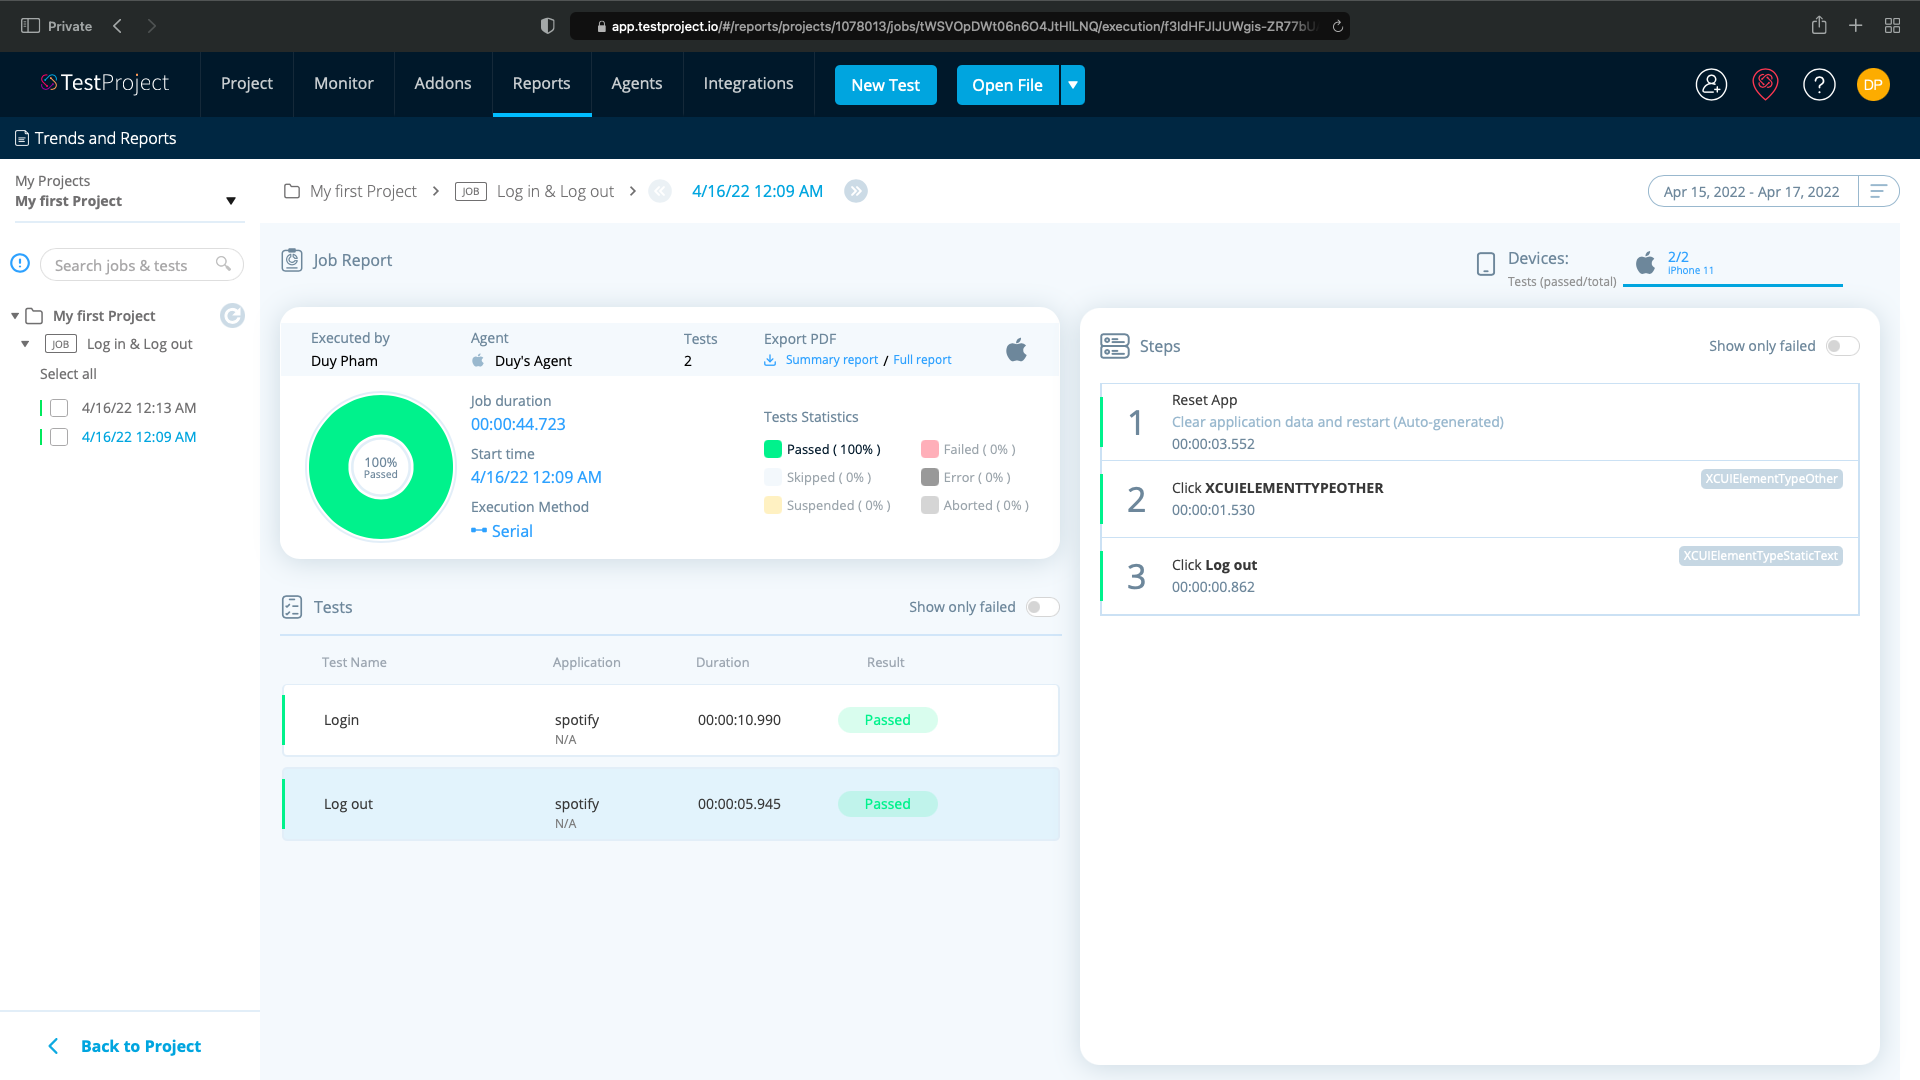 Private
app.testproject.io/#/reports/projects/1078013/jobs/tWSVOpDWt06n6O4JtHlLNQ/execution/f3IdHFJIJUWgis-ZR77bU
TestProject
Project
Monitor
Addons
Reports
Agents
Integrations
New Test
Open File
?
DP
Trends and Reports
My Projects
My first Project
My first Project
JOB
Log in & Log out
4/16/22 12:09 AM
Apr 15, 2022 - Apr 17, 2022
Search jobs & tests
My first Project
JOB Log in & Log out
Select all
4/16/22 12:13 AM
4/16/22 12:09 AM
Back to Project
Job Report
Devices:
Tests (passed/total)
2/2
IPhone 11
Executed by
Duy Pham
Agent
Duy's Agent
Tests
2
Export PDF
Summary report / Full report
100%
Passed
Job duration
00:00:44.723
Start time
4/16/22 12:09 AM
Execution Method
Serial
Tests Statistics
Passed ( 100% )
Failed ( 0% )
Skipped ( 0% )
Error ( 0% )
Suspended ( 0% )
Aborted ( 0% )
Tests
Show only failed
Test Name Application Duration Result
Login spotify 00:00:10.990 Passed
N/A
Log out spotify 00:00:05.945 Passed
N/A
Steps
Show only failed
1
Reset App
Clear application data and restart (Auto-generated)
00:00:03.552
2
XCUIElementTypeOther
Click XCUIELEMENTTYPEOTHER
00:00:01.530
3
XCUIElementTypeStaticText
Click Log out
00:00:00.862